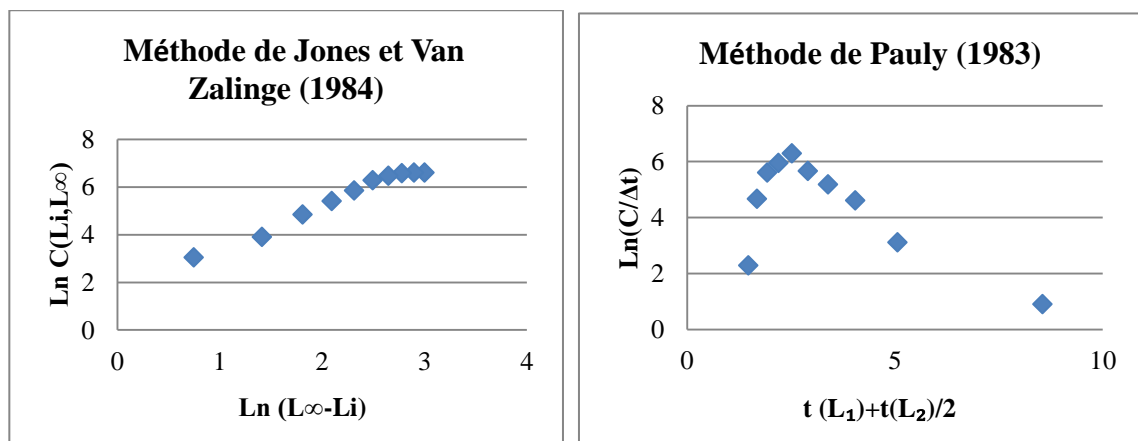 Méthode de Jones et Van
Zalinge (1984)
8
6
4
2
0
0
1
2
3
4
Ln C(Li,L∞)
Ln (L∞-Li)
Méthode de Pauly (1983)
8
6
4
2
0
0
5
10
Ln(C/Δt)
t (L₁)+t(L₂)/2